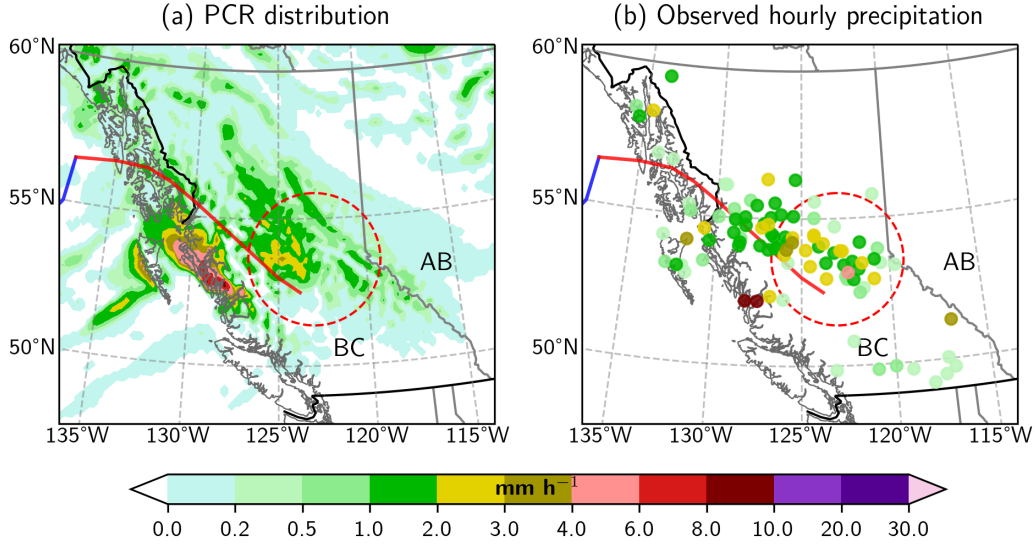 (a) PCR distribution
(b) Observed hourly precipitation
60°N
55°N
50°N
AB
BC
135°W
130°W
125°W
120°W
115°W
60°N
55°N
50°N
AB
BC
135°W
130°W
125°W
120°W
115°W
mm h⁻¹
0.0
0.2
0.5
1.0
2.0
3.0
4.0
6.0
8.0
10.0
20.0
30.0